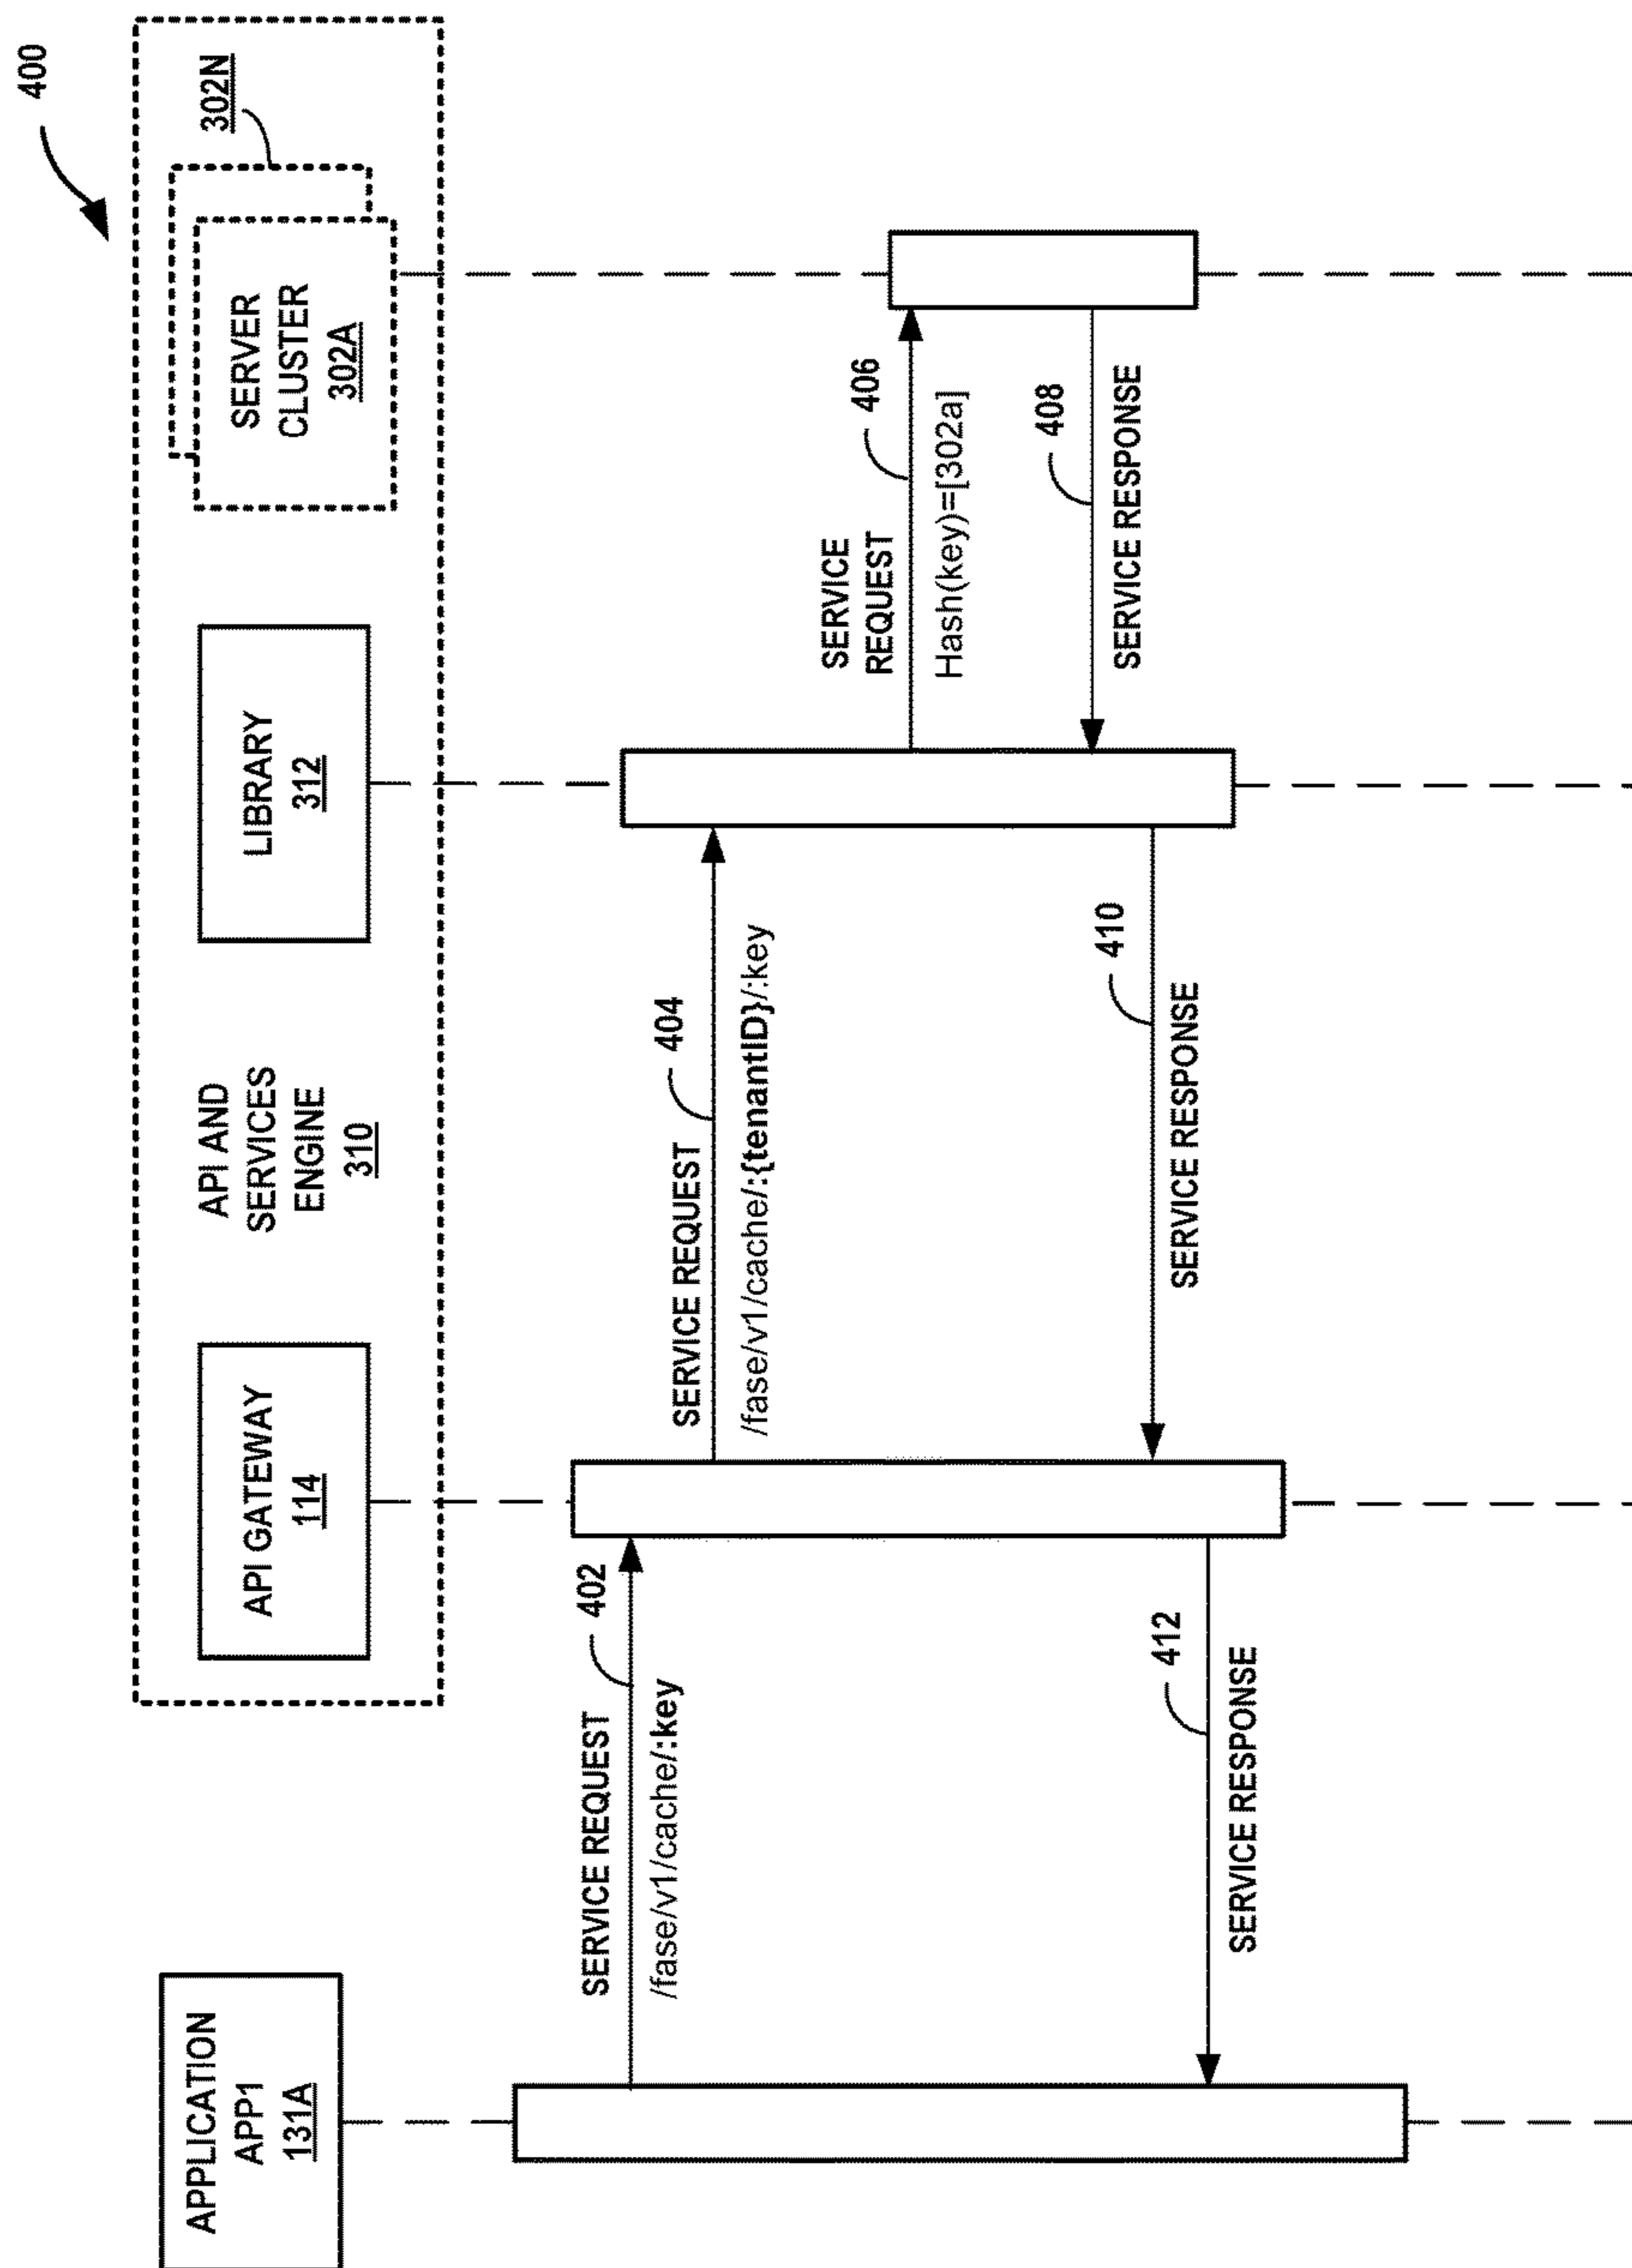 400
APPLICATION
APP1
131A
API GATEWAY
114
API AND
SERVICES
ENGINE
310
LIBRARY
312
SERVER
CLUSTER
302A
302N
SERVICE REQUEST
402
/fase/v1/cache/:key
SERVICE REQUEST
404
/fase/v1/cache/:{tenantID}/:key
SERVICE
REQUEST
406
Hash(key)=[302a]
408
SERVICE RESPONSE
410
SERVICE RESPONSE
412
SERVICE RESPONSE